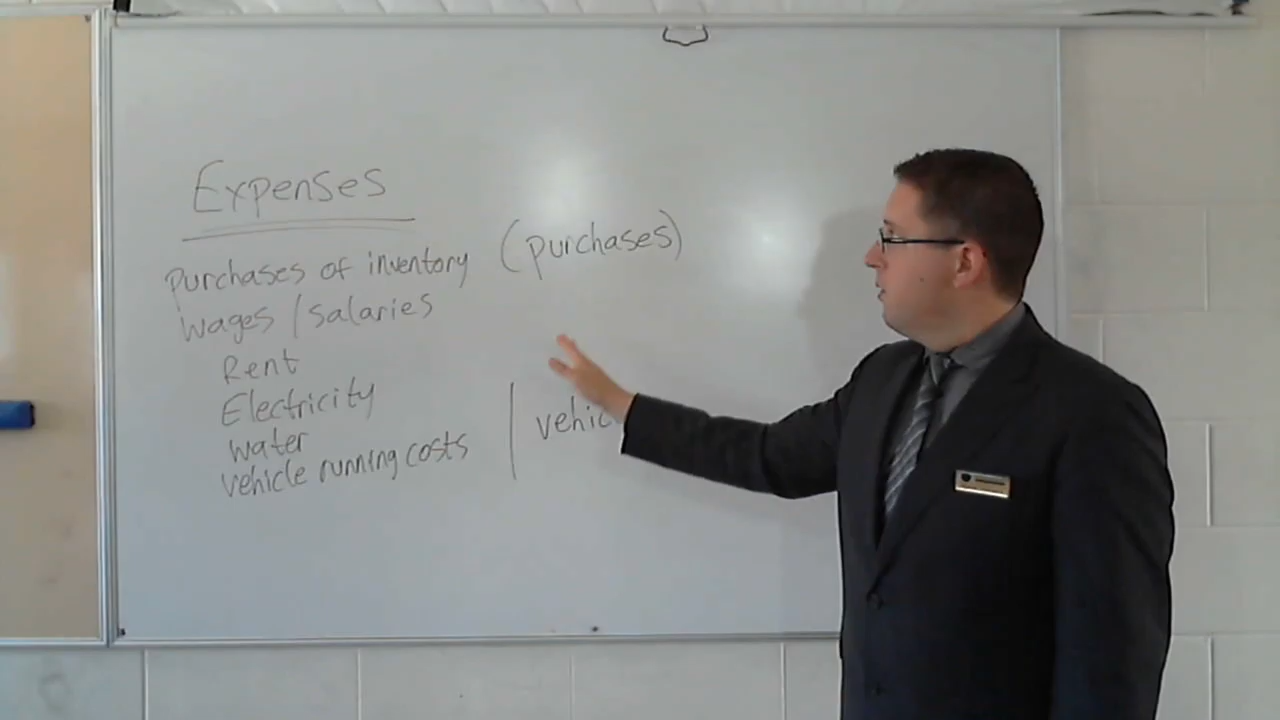 Expenses
purchases of inventory (purchases)
wages / salaries
Rent
Electricity
water
vehicle running costs